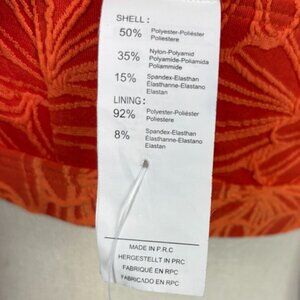 SHELL :
50% Polyester-Poliéster
Poliestere
35% Nylon-Polyamid
Polyamide-Poliamida
Poliammide
15% Spandex-Elasthan
Élasthanne-Elastano
Elastan
LINING :
92% Polyester-Poliéster
Poliestere
8% Spandex-Elasthan
Élasthanne-Elastano
Elastan
MADE IN P.R.C
HERGESTELLT IN PRC
FABRIQUÉ EN RPC
FABRICADO EN RPC